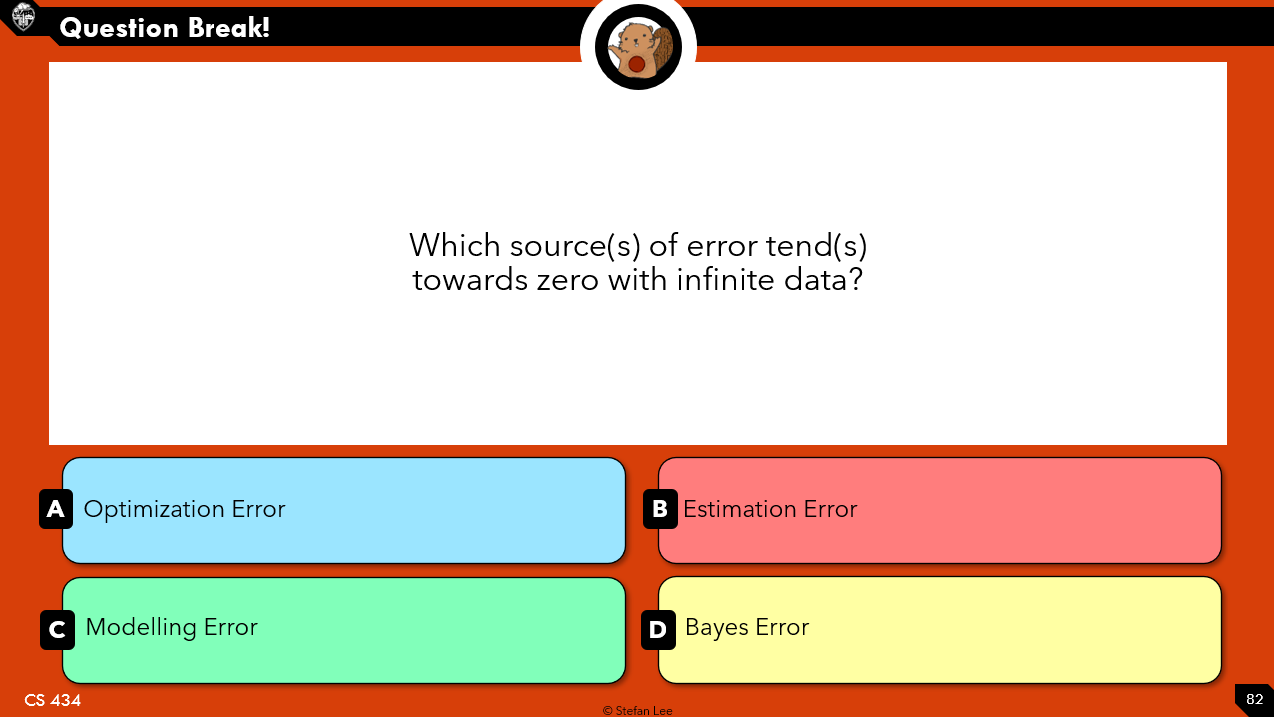 Question Break!
Which source(s) of error tend(s)
towards zero with infinite data?
A Optimization Error
B Estimation Error
C Modelling Error
D Bayes Error
CS 434
© Stefan Lee
82